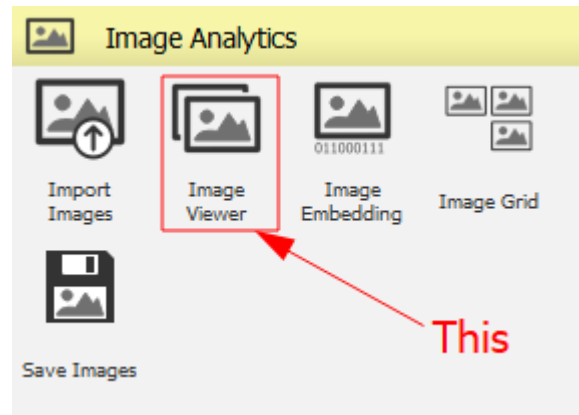 Image Analytics
Import
Images
Image
Viewer
011000111
Image
Embedding
Image Grid
This
Save Images